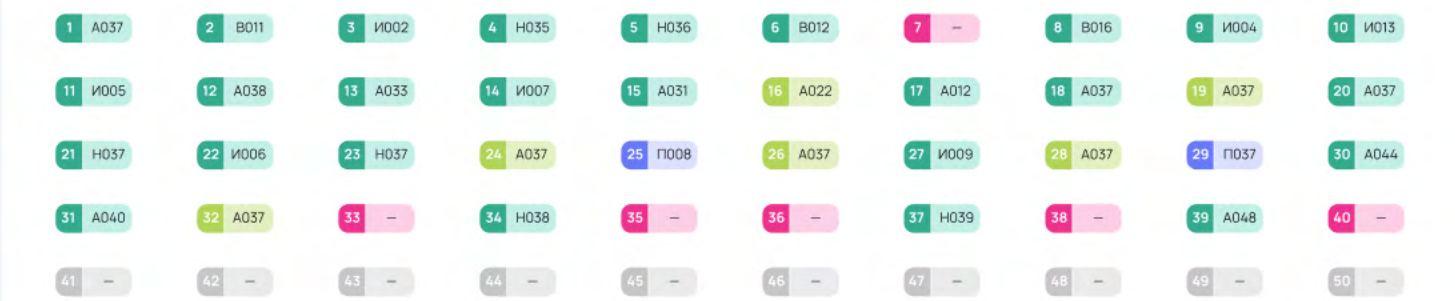 1 А037 2 В011 3 И002 4 Н035 5 Н036 6 В012 7 – 8 В016 9 И004 10 И013
11 И005 12 А038 13 А033 14 И007 15 А031 16 А022 17 А012 18 А037 19 А037 20 А037
21 Н037 22 И006 23 Н037 24 А037 25 П008 26 А037 27 И009 28 А037 29 П037 30 А044
31 А040 32 А037 33 – 34 Н038 35 – 36 – 37 Н039 38 – 39 А048 40 –
41 – 42 – 43 – 44 – 45 – 46 – 47 – 48 – 49 – 50 –